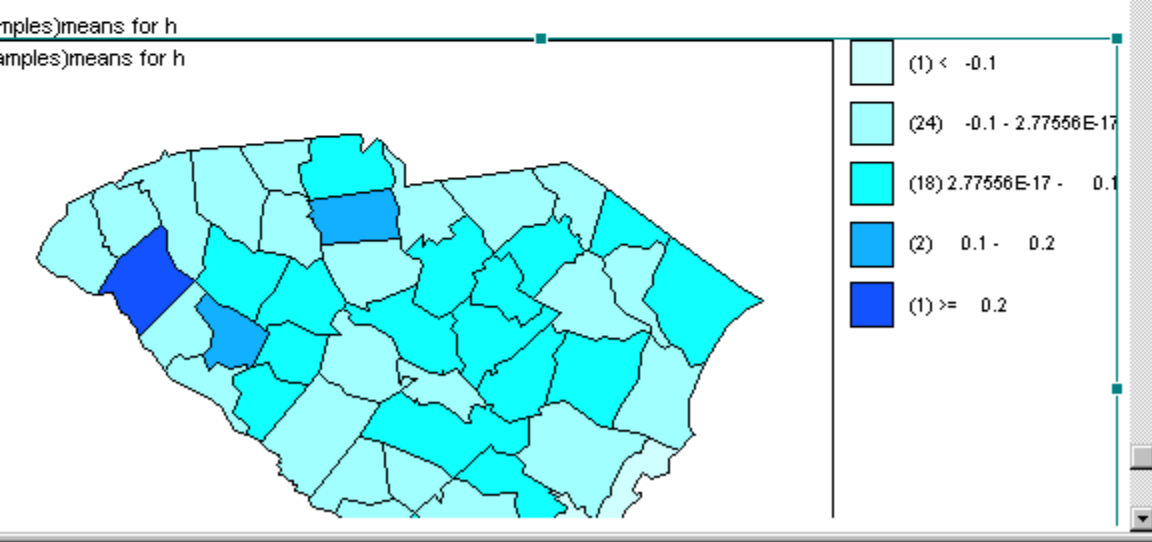 mples)means for h
amples)means for h
(1) < -0.1
(24) -0.1 - 2.77556E-17
(18) 2.77556E-17 - 0.1
(2) 0.1 - 0.2
(1) >= 0.2